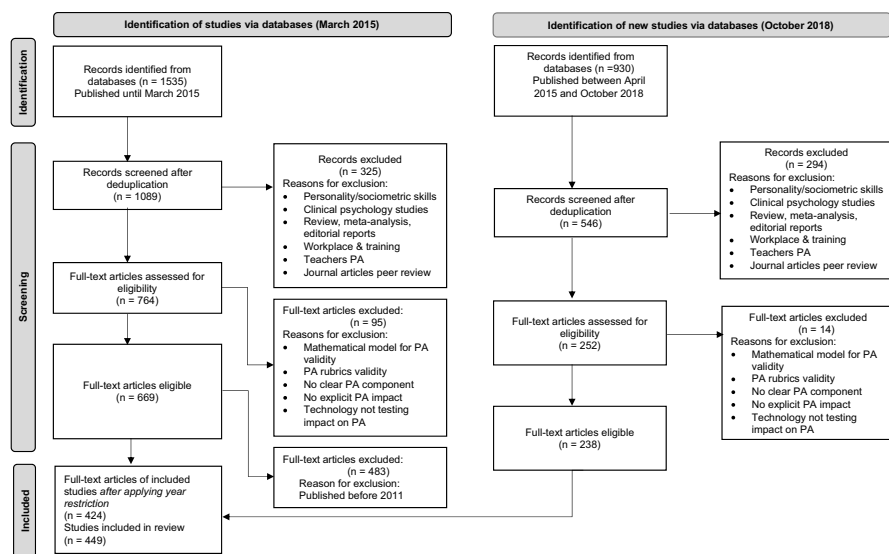 Identification of studies via databases (March 2015)
Identification of new studies via databases (October 2018)
Identification
Records identified from
databases (n = 1535)
Published until March 2015
Records identified from
databases (n =930)
Published between April
2015 and October 2018
Screening
Records screened after
deduplication
(n = 1089)
Records excluded
(n = 325)
Reasons for exclusion:
• Personality/sociometric skills
• Clinical psychology studies
• Review, meta-analysis,
editorial reports
• Workplace & training
• Teachers PA
• Journal articles peer review
Records screened after
deduplication
(n = 546)
Records excluded
(n = 294)
Reasons for exclusion:
• Personality/sociometric skills
• Clinical psychology studies
• Review, meta-analysis,
editorial reports
• Workplace & training
• Teachers PA
• Journal articles peer review
Full-text articles assessed for
eligibility
(n = 764)
Full-text articles excluded:
(n = 95)
Reasons for exclusion:
• Mathematical model for PA
validity
• PA rubrics validity
• No clear PA component
• No explicit PA impact
• Technology not testing
impact on PA
Full-text articles assessed for
eligibility
(n = 252)
Full-text articles excluded
(n = 14)
Reasons for exclusion:
• Mathematical model for PA
validity
• PA rubrics validity
• No clear PA component
• No explicit PA impact
• Technology not testing
impact on PA
Full-text articles eligible
(n = 669)
Full-text articles excluded:
(n = 483)
Reason for exclusion:
Published before 2011
Full-text articles eligible
(n = 238)
Included
Full-text articles of included
studies after applying year
restriction
(n = 424)
Studies included in review
(n = 449)